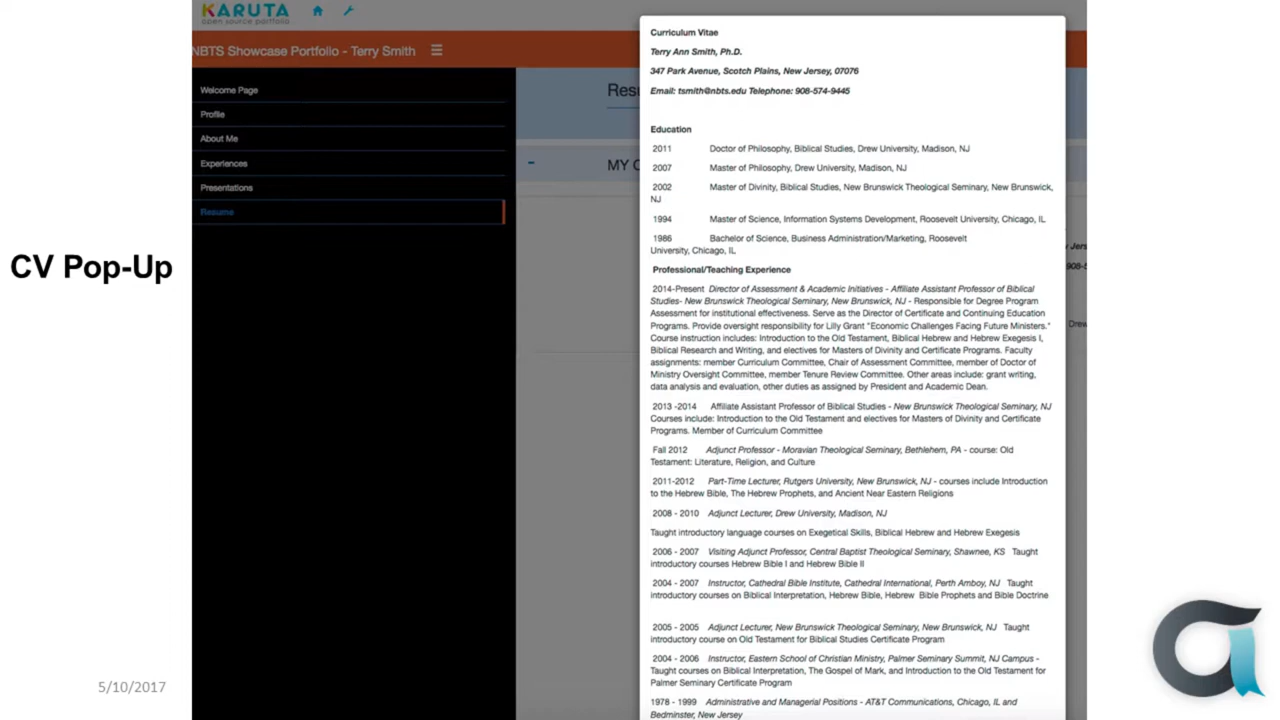 KARUTA
open source portfolio
NBTS Showcase Portfolio - Terry Smith
Welcome Page
Profile
About Me
Experiences
Presentations
Resume
CV Pop-Up
5/10/2017
Resu
MY C
Curriculum Vitae
Terry Ann Smith, Ph.D.
347 Park Avenue, Scotch Plains, New Jersey, 07076
Email: tsmith@nbts.edu Telephone: 908-574-9445
Education
2011 Doctor of Philosophy, Biblical Studies, Drew University, Madison, NJ
2007 Master of Philosophy, Drew University, Madison, NJ
2002 Master of Divinity, Biblical Studies, New Brunswick Theological Seminary, New Brunswick,
NJ
1994 Master of Science, Information Systems Development, Roosevelt University, Chicago, IL
1986 Bachelor of Science, Business Administration/Marketing, Roosevelt
University, Chicago, IL
Professional/Teaching Experience
2014-Present Director of Assessment & Academic Initiatives - Affiliate Assistant Professor of Biblical
Studies- New Brunswick Theological Seminary, New Brunswick, NJ - Responsible for Degree Program
Assessment for institutional effectiveness. Serve as the Director of Certificate and Continuing Education
Programs. Provide oversight responsibility for Lilly Grant "Economic Challenges Facing Future Ministers."
Course instruction includes: Introduction to the Old Testament, Biblical Hebrew and Hebrew Exegesis I,
Biblical Research and Writing, and electives for Masters of Divinity and Certificate Programs. Faculty
assignments: member Curriculum Committee, Chair of Assessment Committee, member of Doctor of
Ministry Oversight Committee, member Tenure Review Committee. Other areas include: grant writing,
data analysis and evaluation, other duties as assigned by President and Academic Dean.
2013 -2014 Affiliate Assistant Professor of Biblical Studies - New Brunswick Theological Seminary, NJ
Courses include: Introduction to the Old Testament and electives for Masters of Divinity and Certificate
Programs. Member of Curriculum Committee
Fall 2012 Adjunct Professor - Moravian Theological Seminary, Bethlehem, PA - course: Old
Testament: Literature, Religion, and Culture
2011-2012 Part-Time Lecturer, Rutgers University, New Brunswick, NJ - courses include Introduction
to the Hebrew Bible, The Hebrew Prophets, and Ancient Near Eastern Religions
2008 - 2010 Adjunct Lecturer, Drew University, Madison, NJ
Taught introductory language courses on Exegetical Skills, Biblical Hebrew and Hebrew Exegesis
2006 - 2007 Visiting Adjunct Professor, Central Baptist Theological Seminary, Shawnee, KS Taught
introductory courses Hebrew Bible I and Hebrew Bible II
2004 - 2007 Instructor, Cathedral Bible Institute, Cathedral International, Perth Amboy, NJ Taught
introductory courses on Biblical Interpretation, Hebrew Bible, Hebrew Bible Prophets and Bible Doctrine
2005 - 2005 Adjunct Lecturer, New Brunswick Theological Seminary, New Brunswick, NJ Taught
introductory course on Old Testament for Biblical Studies Certificate Program
2004 - 2006 Instructor, Eastern School of Christian Ministry, Palmer Seminary Summit, NJ Campus -
Taught courses on Biblical Interpretation, The Gospel of Mark, and Introduction to the Old Testament for
Palmer Seminary Certificate Program
1978 - 1999 Administrative and Managerial Positions - AT&T Communications, Chicago, IL and
Bedminster, New Jersey
Drew